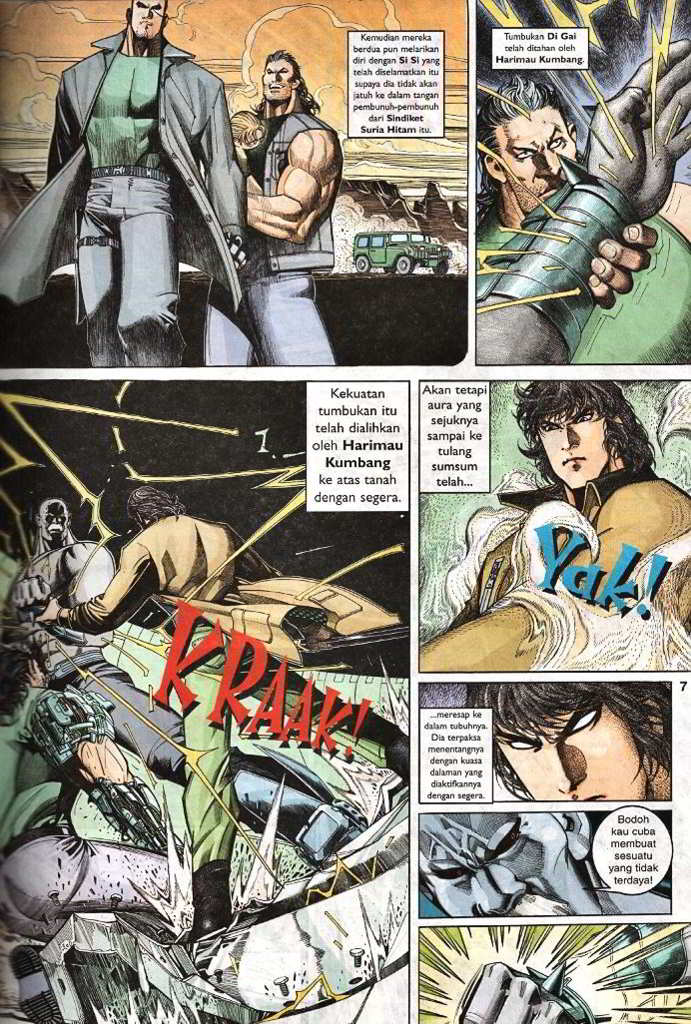 Kemudian mereka
berdua pun melarikan
diri dengan Si Si yang
telah diselamatkan itu
supaya dia tidak akan
jatuh ke dalam tangan
pembunuh-pembunuh
dari Sindiket
Suria Hitam itu.
Tumbukan Di Gai
telah ditahan oleh
Harimau Kumbang.
Kekuatan
tumbukan itu
telah dialihkan
oleh Harimau
Kumbang
ke atas tanah
dengan segera.
KRAAK!
Akan tetapi
aura yang
sejuknya
sampai ke
tulang
sumsum
telah...
Yak!
7
...meresap ke
dalam tubuhnya.
Dia terpaksa
menentangnya
dengan kuasa
dalaman yang
diaktifkannya
dengan segera.
Bodoh
kau cuba
membuat
sesuatu
yang tidak
terdaya!